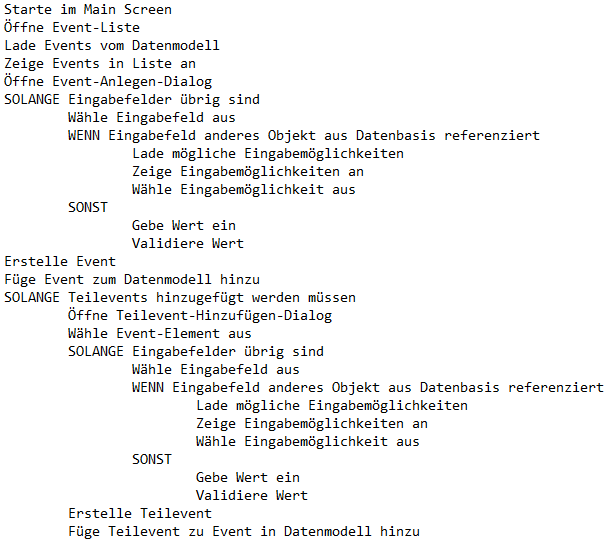 Starte im Main Screen
Öffne Event-Liste
Lade Events vom Datenmodell
Zeige Events in Liste an
Öffne Event-Anlegen-Dialog
SOLANGE Eingabefelder übrig sind
Wähle Eingabefeld aus
WENN Eingabefeld anderes Objekt aus Datenbasis referenziert
Lade mögliche Eingabemöglichkeiten
Zeige Eingabemöglichkeiten an
Wähle Eingabemöglichkeit aus
SONST
Gebe Wert ein
Validiere Wert
Erstelle Event
Füge Event zum Datenmodell hinzu
SOLANGE Teilevents hinzugefügt werden müssen
Öffne Teilevent-Hinzufügen-Dialog
Wähle Event-Element aus
SOLANGE Eingabefelder übrig sind
Wähle Eingabefeld aus
WENN Eingabefeld anderes Objekt aus Datenbasis referenziert
Lade mögliche Eingabemöglichkeiten
Zeige Eingabemöglichkeiten an
Wähle Eingabemöglichkeit aus
SONST
Gebe Wert ein
Validiere Wert
Erstelle Teilevent
Füge Teilevent zu Event in Datenmodell hinzu